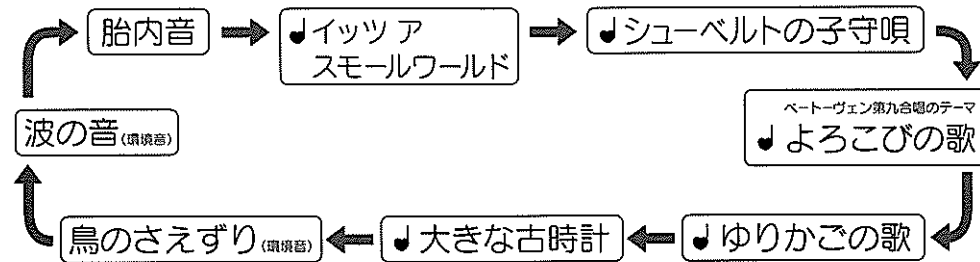 胎内音
イッツ ア
スモールワールド
シューベルトの子守唄
ベートーヴェン第九合唱のテーマ
よろこびの歌
ゆりかごの歌
大きな古時計
鳥のさえずり(環境音)
波の音(環境音)